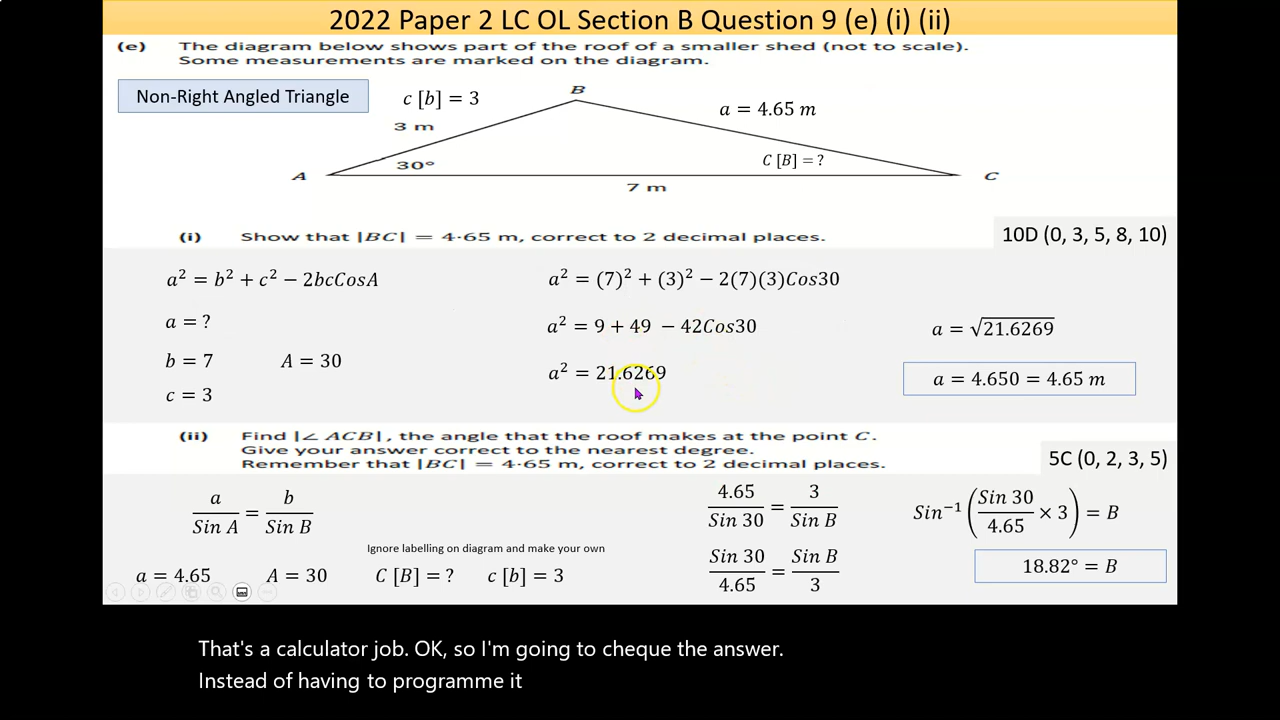 2022 Paper 2 LC OL Section B Question 9 (e) (i) (ii)
(e) The diagram below shows part of the roof of a smaller shed (not to scale).
Some measurements are marked on the diagram.
Non-Right Angled Triangle
c [b] = 3
B
a = 4.65 m
3 m
30°
C [B] = ?
A
C
7 m
(i) Show that |BC| = 4·65 m, correct to 2 decimal places.
10D (0, 3, 5, 8, 10)
a² = b² + c² − 2bcCosA
a² = (7)² + (3)² − 2(7)(3)Cos30
a = ?
a² = 9 + 49 − 42Cos30
a = √21.6269
b = 7 A = 30
a² = 21.6269
a = 4.650 = 4.65 m
c = 3
(ii) Find |∠ ACB|, the angle that the roof makes at the point C.
Give your answer correct to the nearest degree.
Remember that |BC| = 4·65 m, correct to 2 decimal places.
5C (0, 2, 3, 5)
a/Sin A = b/Sin B
4.65/Sin 30 = 3/Sin B
Sin⁻¹(Sin 30/4.65 × 3) = B
Ignore labelling on diagram and make your own
a = 4.65 A = 30 C [B] = ? c [b] = 3
Sin 30/4.65 = Sin B/3
18.82° = B
That's a calculator job. OK, so I'm going to cheque the answer.
Instead of having to programme it